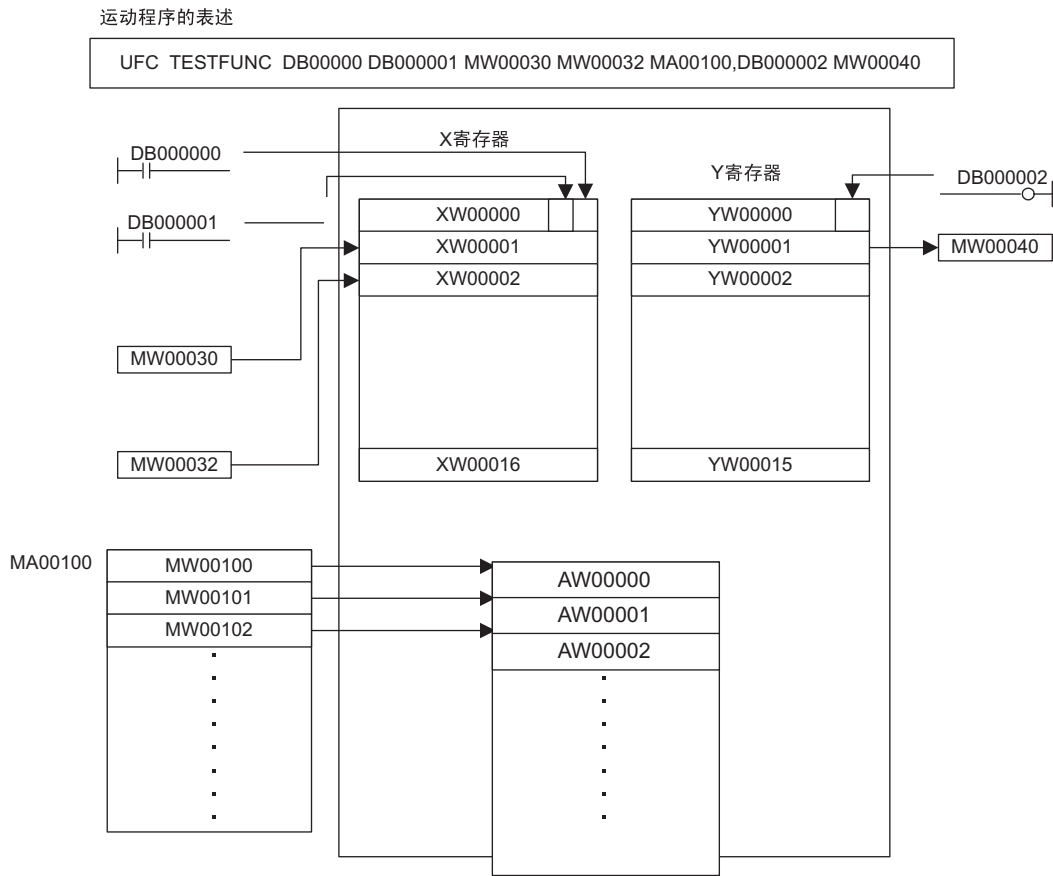 运动程序的表述
UFC TESTFUNC DB00000 DB000001 MW00030 MW00032 MA00100,DB000002 MW00040
DB000000
X寄存器
Y寄存器
DB000002
DB000001
XW00000
YW00000
XW00001
YW00001
MW00040
XW00002
YW00002
MW00030
MW00032
XW00016
YW00015
MA00100
MW00100
AW00000
MW00101
AW00001
MW00102
AW00002